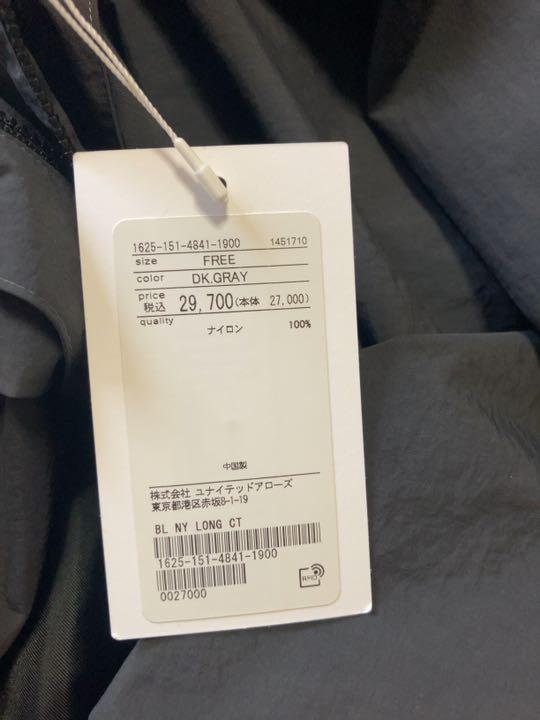 1625-151-4841-1900 1451710
size FREE
color DK.GRAY
price 税込 29,700(本体 27,000)
quality
ナイロン 100%
中国製
株式会社 ユナイテッドアローズ
東京都港区赤坂8-1-19
BL NY LONG CT
1625-151-4841-1900
0027000
RFID